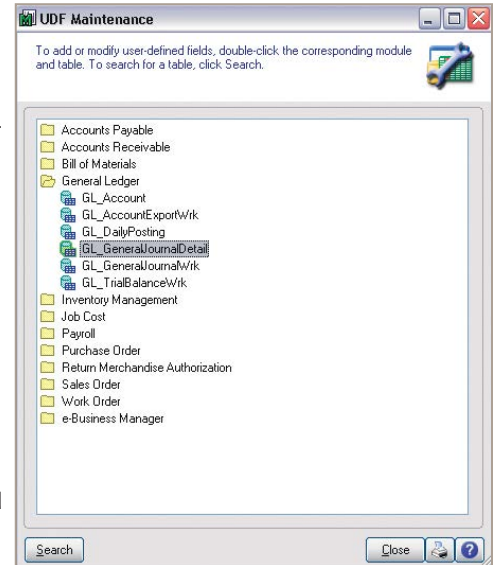 UDF Maintenance
To add or modify user-defined fields, double-click the corresponding module
and table. To search for a table, click Search.
Accounts Payable
Accounts Receivable
Bill of Materials
General Ledger
GL_Account
GL_AccountExportWrk
GL_DailyPosting
GL_GeneralJournalDetail
GL_GeneralJournalWrk
GL_TrialBalanceWrk
Inventory Management
Job Cost
Payroll
Purchase Order
Return Merchandise Authorization
Sales Order
Work Order
e-Business Manager
Search
Close
?